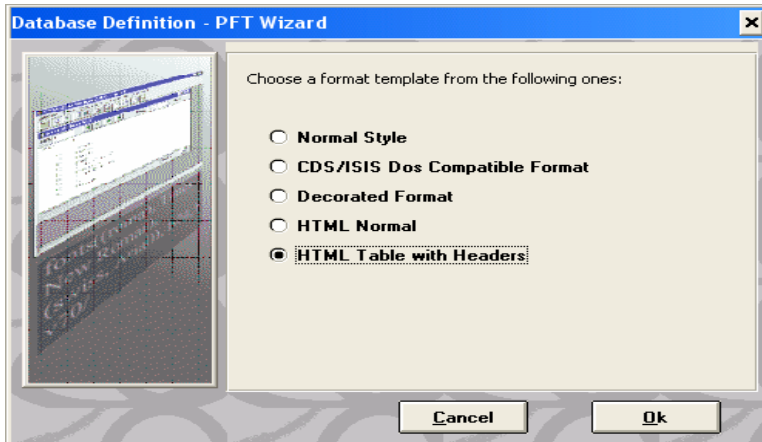 Database Definition - PFT Wizard
Choose a format template from the following ones:
Normal Style
CDS/ISIS Dos Compatible Format
Decorated Format
HTML Normal
HTML Table with Headers
Cancel
Ok